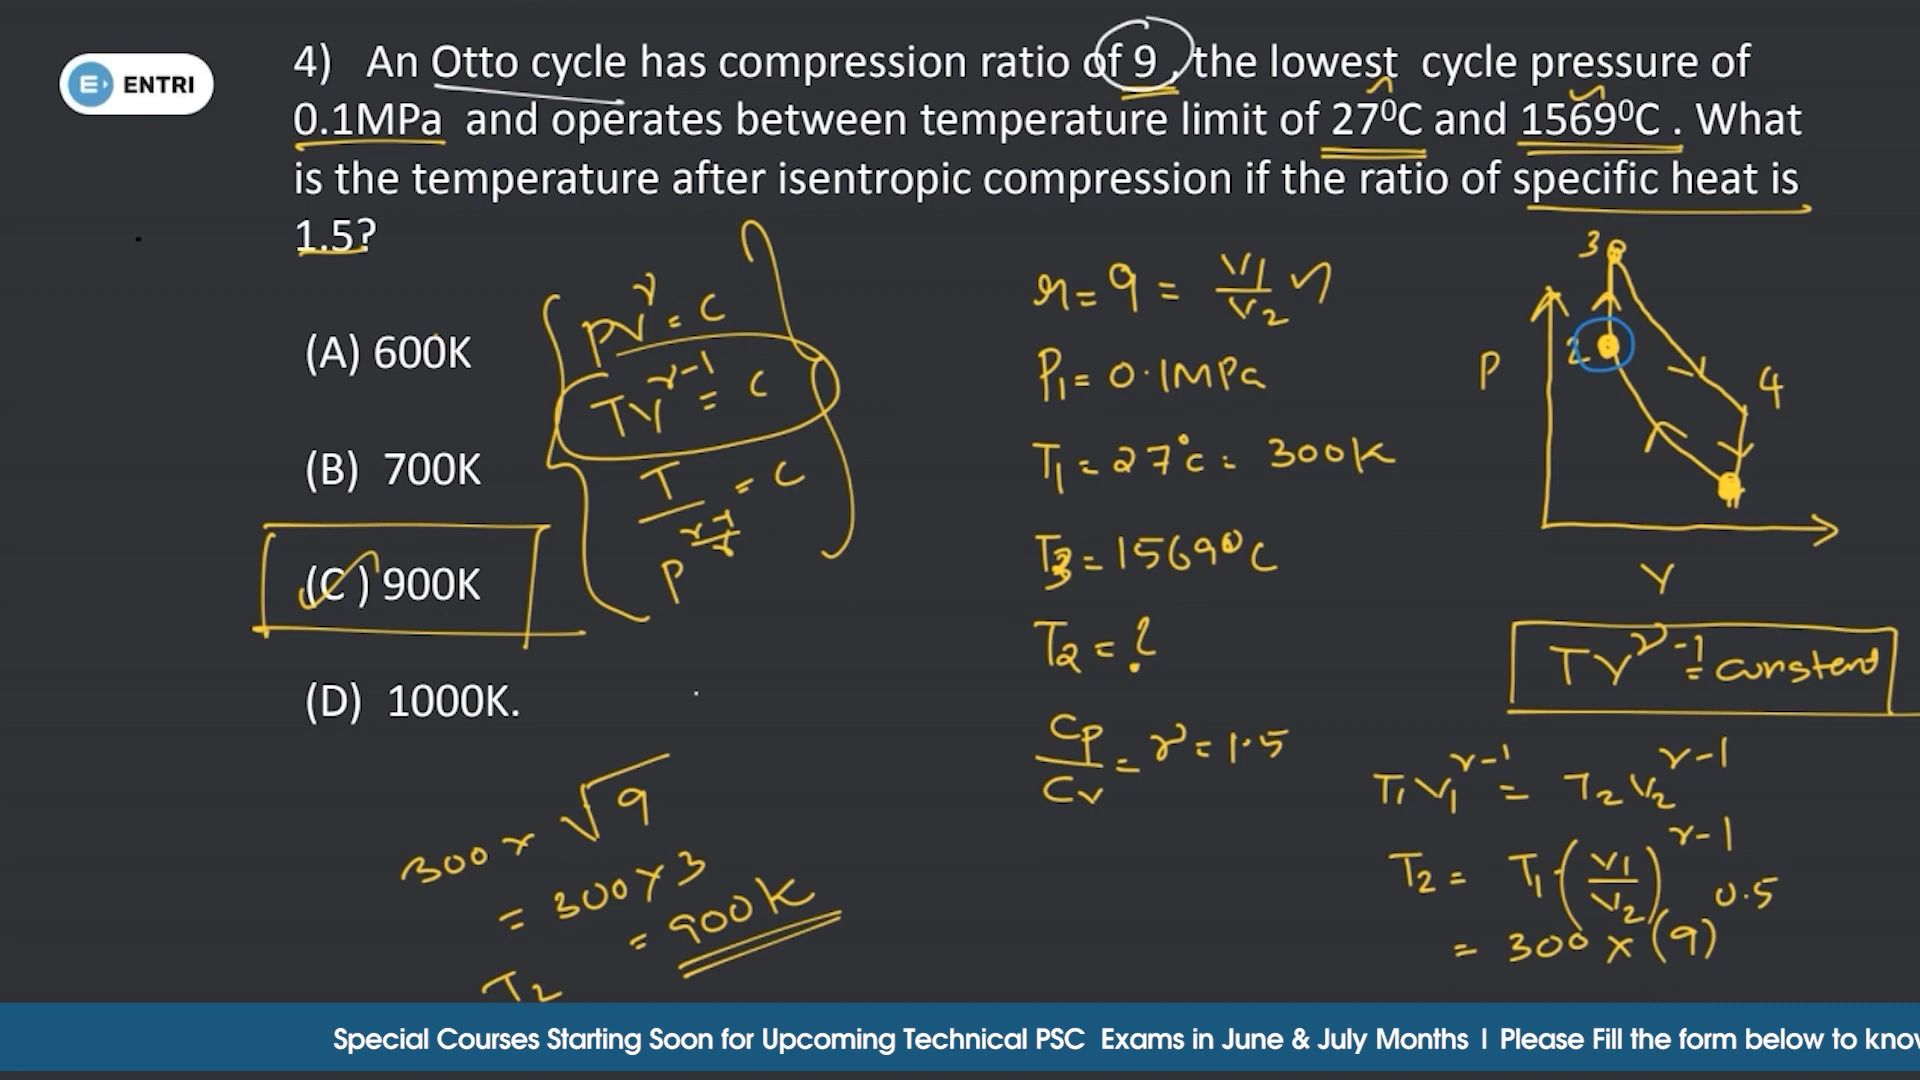 ENTRI
4) An Otto cycle has compression ratio of 9 , the lowest cycle pressure of
0.1MPa and operates between temperature limit of 27⁰C and 1569⁰C . What
is the temperature after isentropic compression if the ratio of specific heat is
1.5?
(A) 600K
(B) 700K
(C ) 900K
(D) 1000K.
PV^γ = C
TV^γ-1 = C
T / P^γ-1/γ = C
r = 9 = V1/V2
P1 = 0.1MPa
T1 = 27°C = 300K
T3 = 1569°C
T2 = ?
Cp/Cv = γ = 1.5
3
2
4
P
V
TV^γ-1 = constant
T1V1^γ-1 = T2V2^γ-1
T2 = T1(V1/V2)^γ-1
= 300 × (9)^0.5
300 × √9
= 300 × 3
= 900K
T2
Special Courses Starting Soon for Upcoming Technical PSC Exams in June & July Months | Please Fill the form below to know